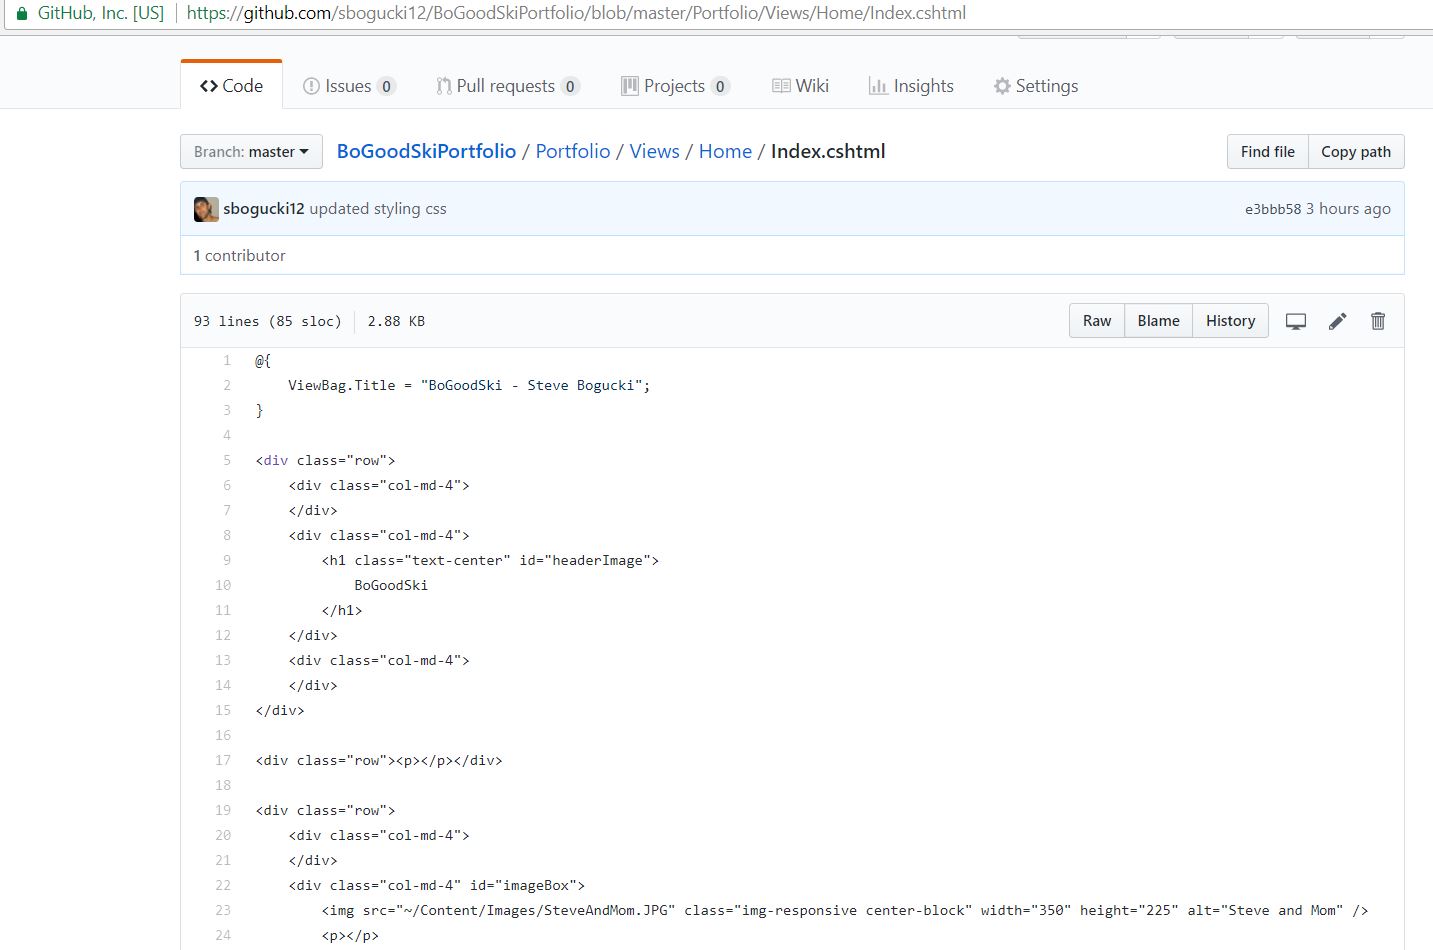 GitHub, Inc. [US] https://github.com/sbogucki12/BoGoodSkiPortfolio/blob/master/Portfolio/Views/Home/Index.cshtml
Code Issues 0 Pull requests 0 Projects 0 Wiki Insights Settings
Branch: master BoGoodSkiPortfolio / Portfolio / Views / Home / Index.cshtml Find file Copy path
sbogucki12 updated styling css e3bbb58 3 hours ago
1 contributor
93 lines (85 sloc) 2.88 KB Raw Blame History
1 @{
2     ViewBag.Title = "BoGoodSki - Steve Bogucki";
3 }
4
5 <div class="row">
6     <div class="col-md-4">
7     </div>
8     <div class="col-md-4">
9         <h1 class="text-center" id="headerImage">
10             BoGoodSki
11         </h1>
12     </div>
13     <div class="col-md-4">
14     </div>
15 </div>
16
17 <div class="row"><p></p></div>
18
19 <div class="row">
20     <div class="col-md-4">
21     </div>
22     <div class="col-md-4" id="imageBox">
23         <img src="~/Content/Images/SteveAndMom.JPG" class="img-responsive center-block" width="350" height="225" alt="Steve and Mom" />
24         <p></p>